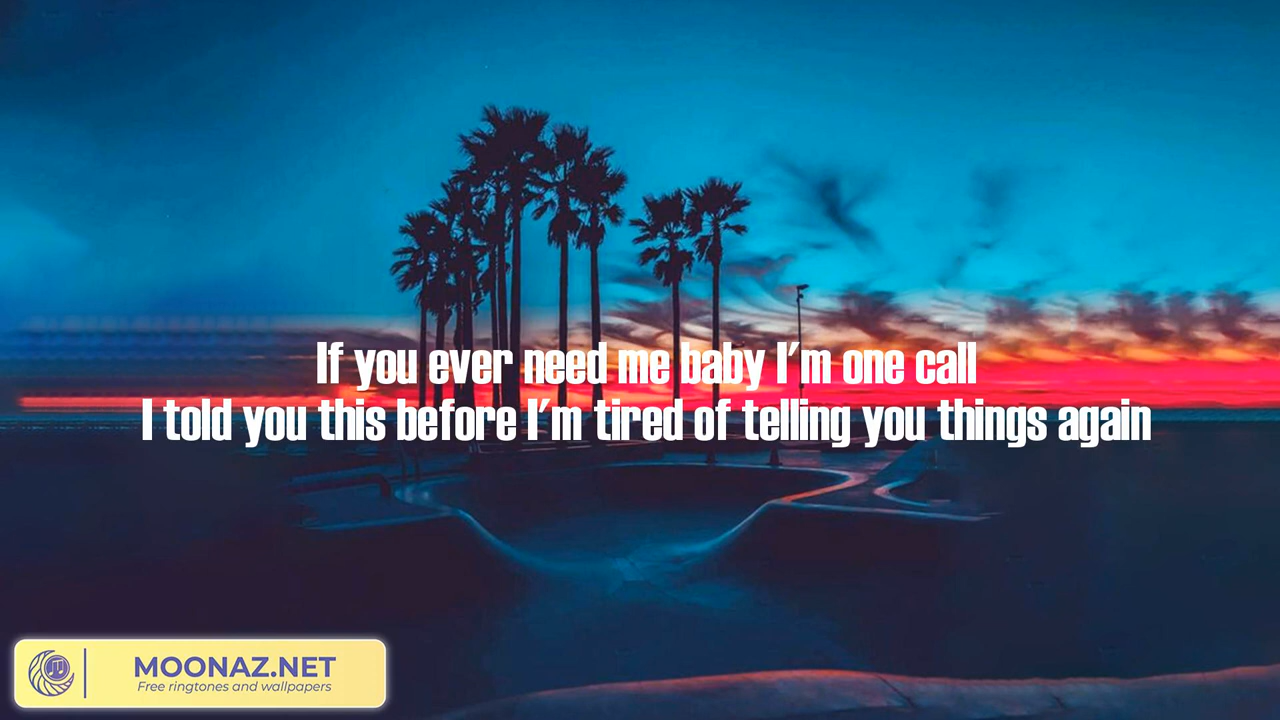 If you ever need me baby I'm one call
I told you this before I'm tired of telling you things again
MOONAZ.NET
Free ringtones and wallpapers